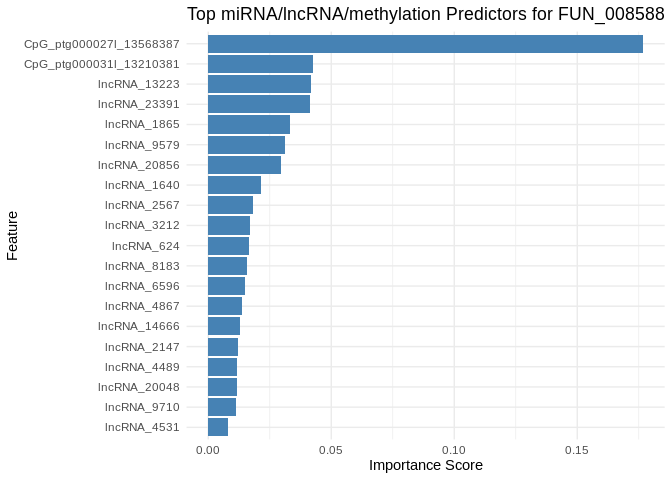 Top miRNA/lncRNA/methylation Predictors for FUN_008588
CpG_ptg000027l_13568387
CpG_ptg000031l_13210381
lncRNA_13223
lncRNA_23391
lncRNA_1865
lncRNA_9579
lncRNA_20856
lncRNA_1640
lncRNA_2567
lncRNA_3212
lncRNA_624
lncRNA_8183
lncRNA_6596
lncRNA_4867
lncRNA_14666
lncRNA_2147
lncRNA_4489
lncRNA_20048
lncRNA_9710
lncRNA_4531
Feature
0.00 0.05 0.10 0.15
Importance Score